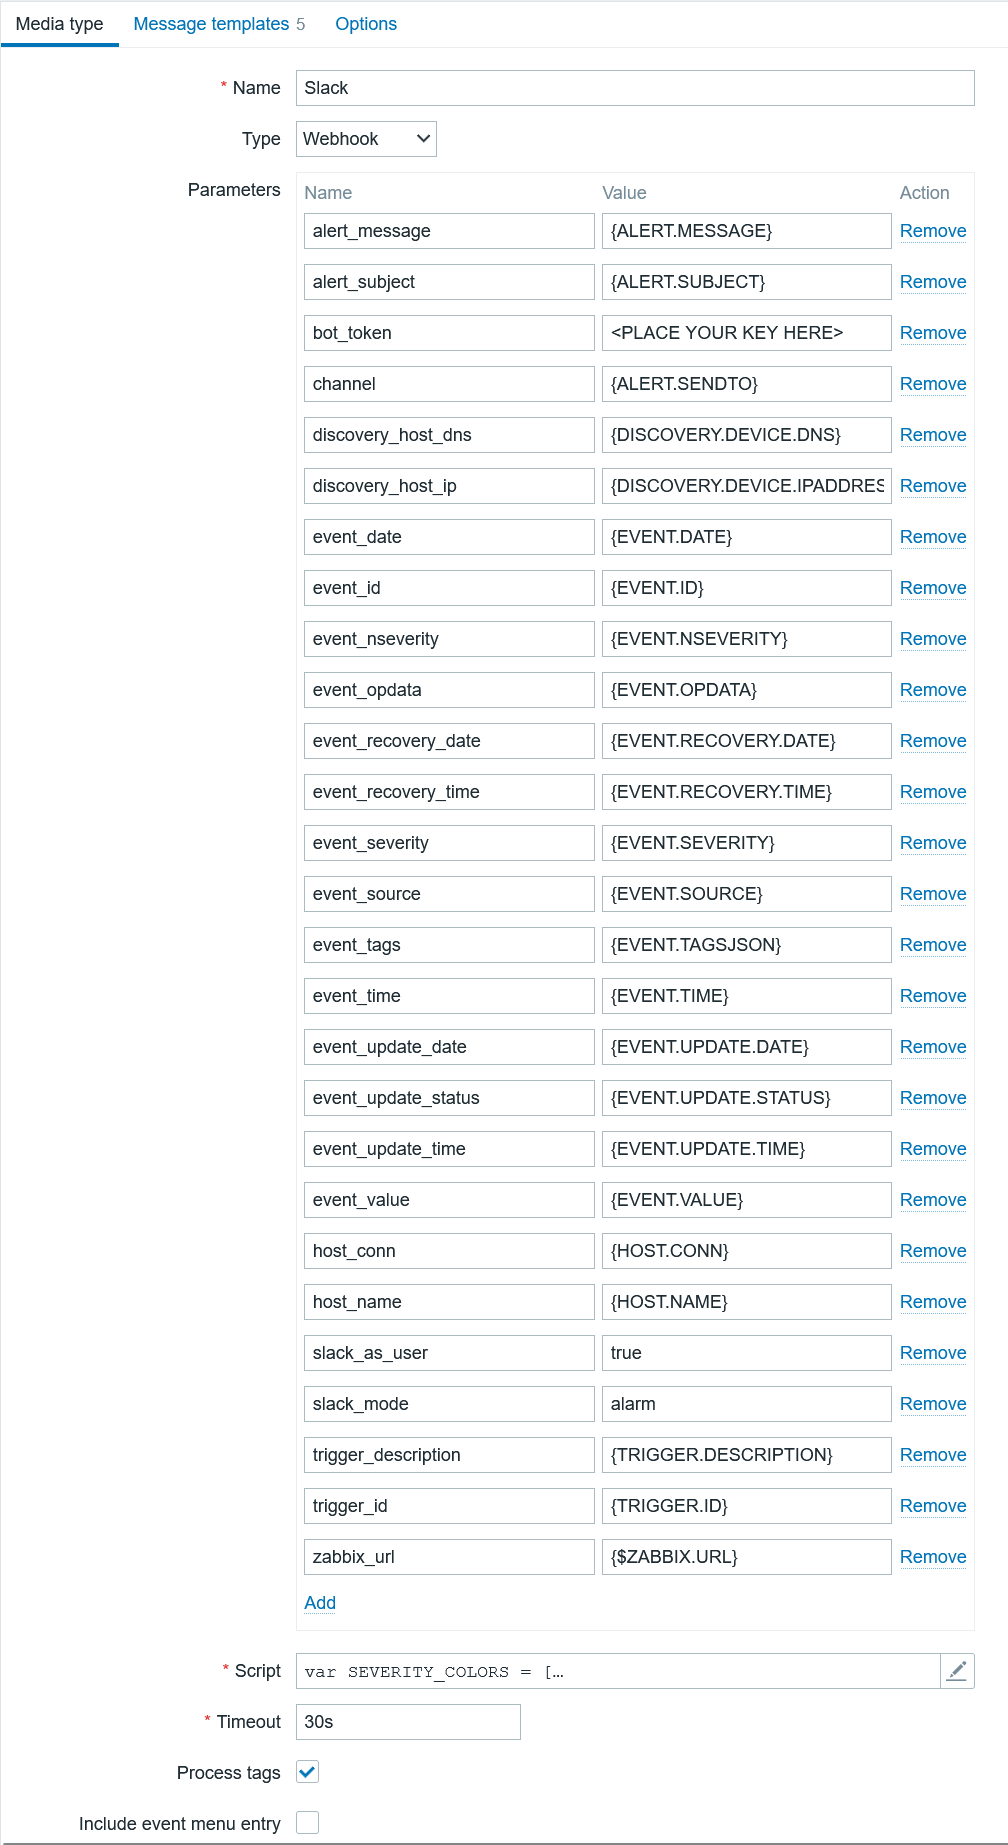 Media type Message templates 5 Options
* Name Slack
Type Webhook
Parameters Name Value Action
alert_message {ALERT.MESSAGE} Remove
alert_subject {ALERT.SUBJECT} Remove
bot_token <PLACE YOUR KEY HERE> Remove
channel {ALERT.SENDTO} Remove
discovery_host_dns {DISCOVERY.DEVICE.DNS} Remove
discovery_host_ip {DISCOVERY.DEVICE.IPADDRES Remove
event_date {EVENT.DATE} Remove
event_id {EVENT.ID} Remove
event_nseverity {EVENT.NSEVERITY} Remove
event_opdata {EVENT.OPDATA} Remove
event_recovery_date {EVENT.RECOVERY.DATE} Remove
event_recovery_time {EVENT.RECOVERY.TIME} Remove
event_severity {EVENT.SEVERITY} Remove
event_source {EVENT.SOURCE} Remove
event_tags {EVENT.TAGSJSON} Remove
event_time {EVENT.TIME} Remove
event_update_date {EVENT.UPDATE.DATE} Remove
event_update_status {EVENT.UPDATE.STATUS} Remove
event_update_time {EVENT.UPDATE.TIME} Remove
event_value {EVENT.VALUE} Remove
host_conn {HOST.CONN} Remove
host_name {HOST.NAME} Remove
slack_as_user true Remove
slack_mode alarm Remove
trigger_description {TRIGGER.DESCRIPTION} Remove
trigger_id {TRIGGER.ID} Remove
zabbix_url {$ZABBIX.URL} Remove
Add
* Script var SEVERITY_COLORS = [...
* Timeout 30s
Process tags
Include event menu entry